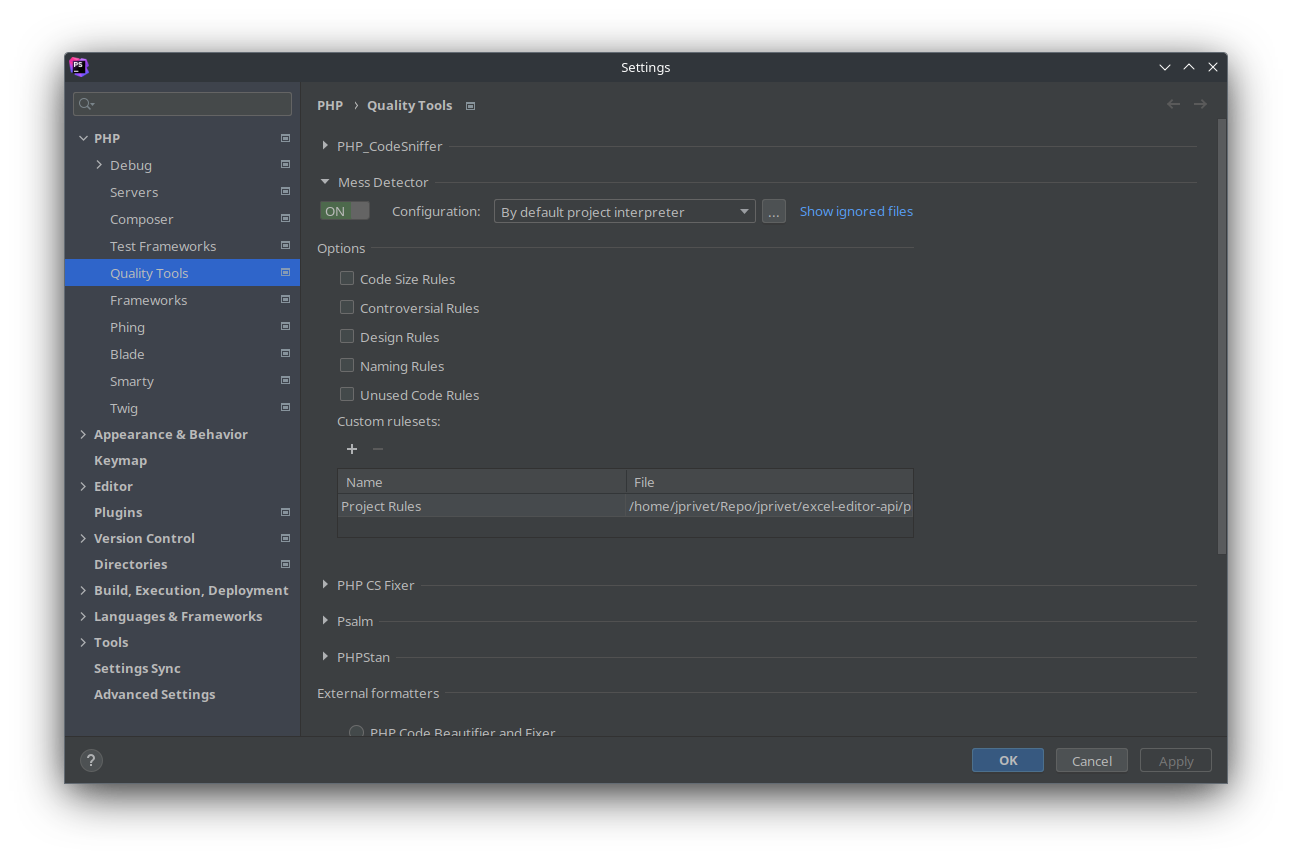 PS
Settings
PHP
Debug
Servers
Composer
Test Frameworks
Quality Tools
Frameworks
Phing
Blade
Smarty
Twig
Appearance & Behavior
Keymap
Editor
Plugins
Version Control
Directories
Build, Execution, Deployment
Languages & Frameworks
Tools
Settings Sync
Advanced Settings
PHP › Quality Tools
PHP_CodeSniffer
Mess Detector
ON Configuration: By default project interpreter ... Show ignored files
Options
Code Size Rules
Controversial Rules
Design Rules
Naming Rules
Unused Code Rules
Custom rulesets:
+ −
Name File
Project Rules /home/jprivet/Repo/jprivet/excel-editor-api/p
PHP CS Fixer
Psalm
PHPStan
External formatters
PHP Code Beautifier and Fixer
? OK Cancel Apply